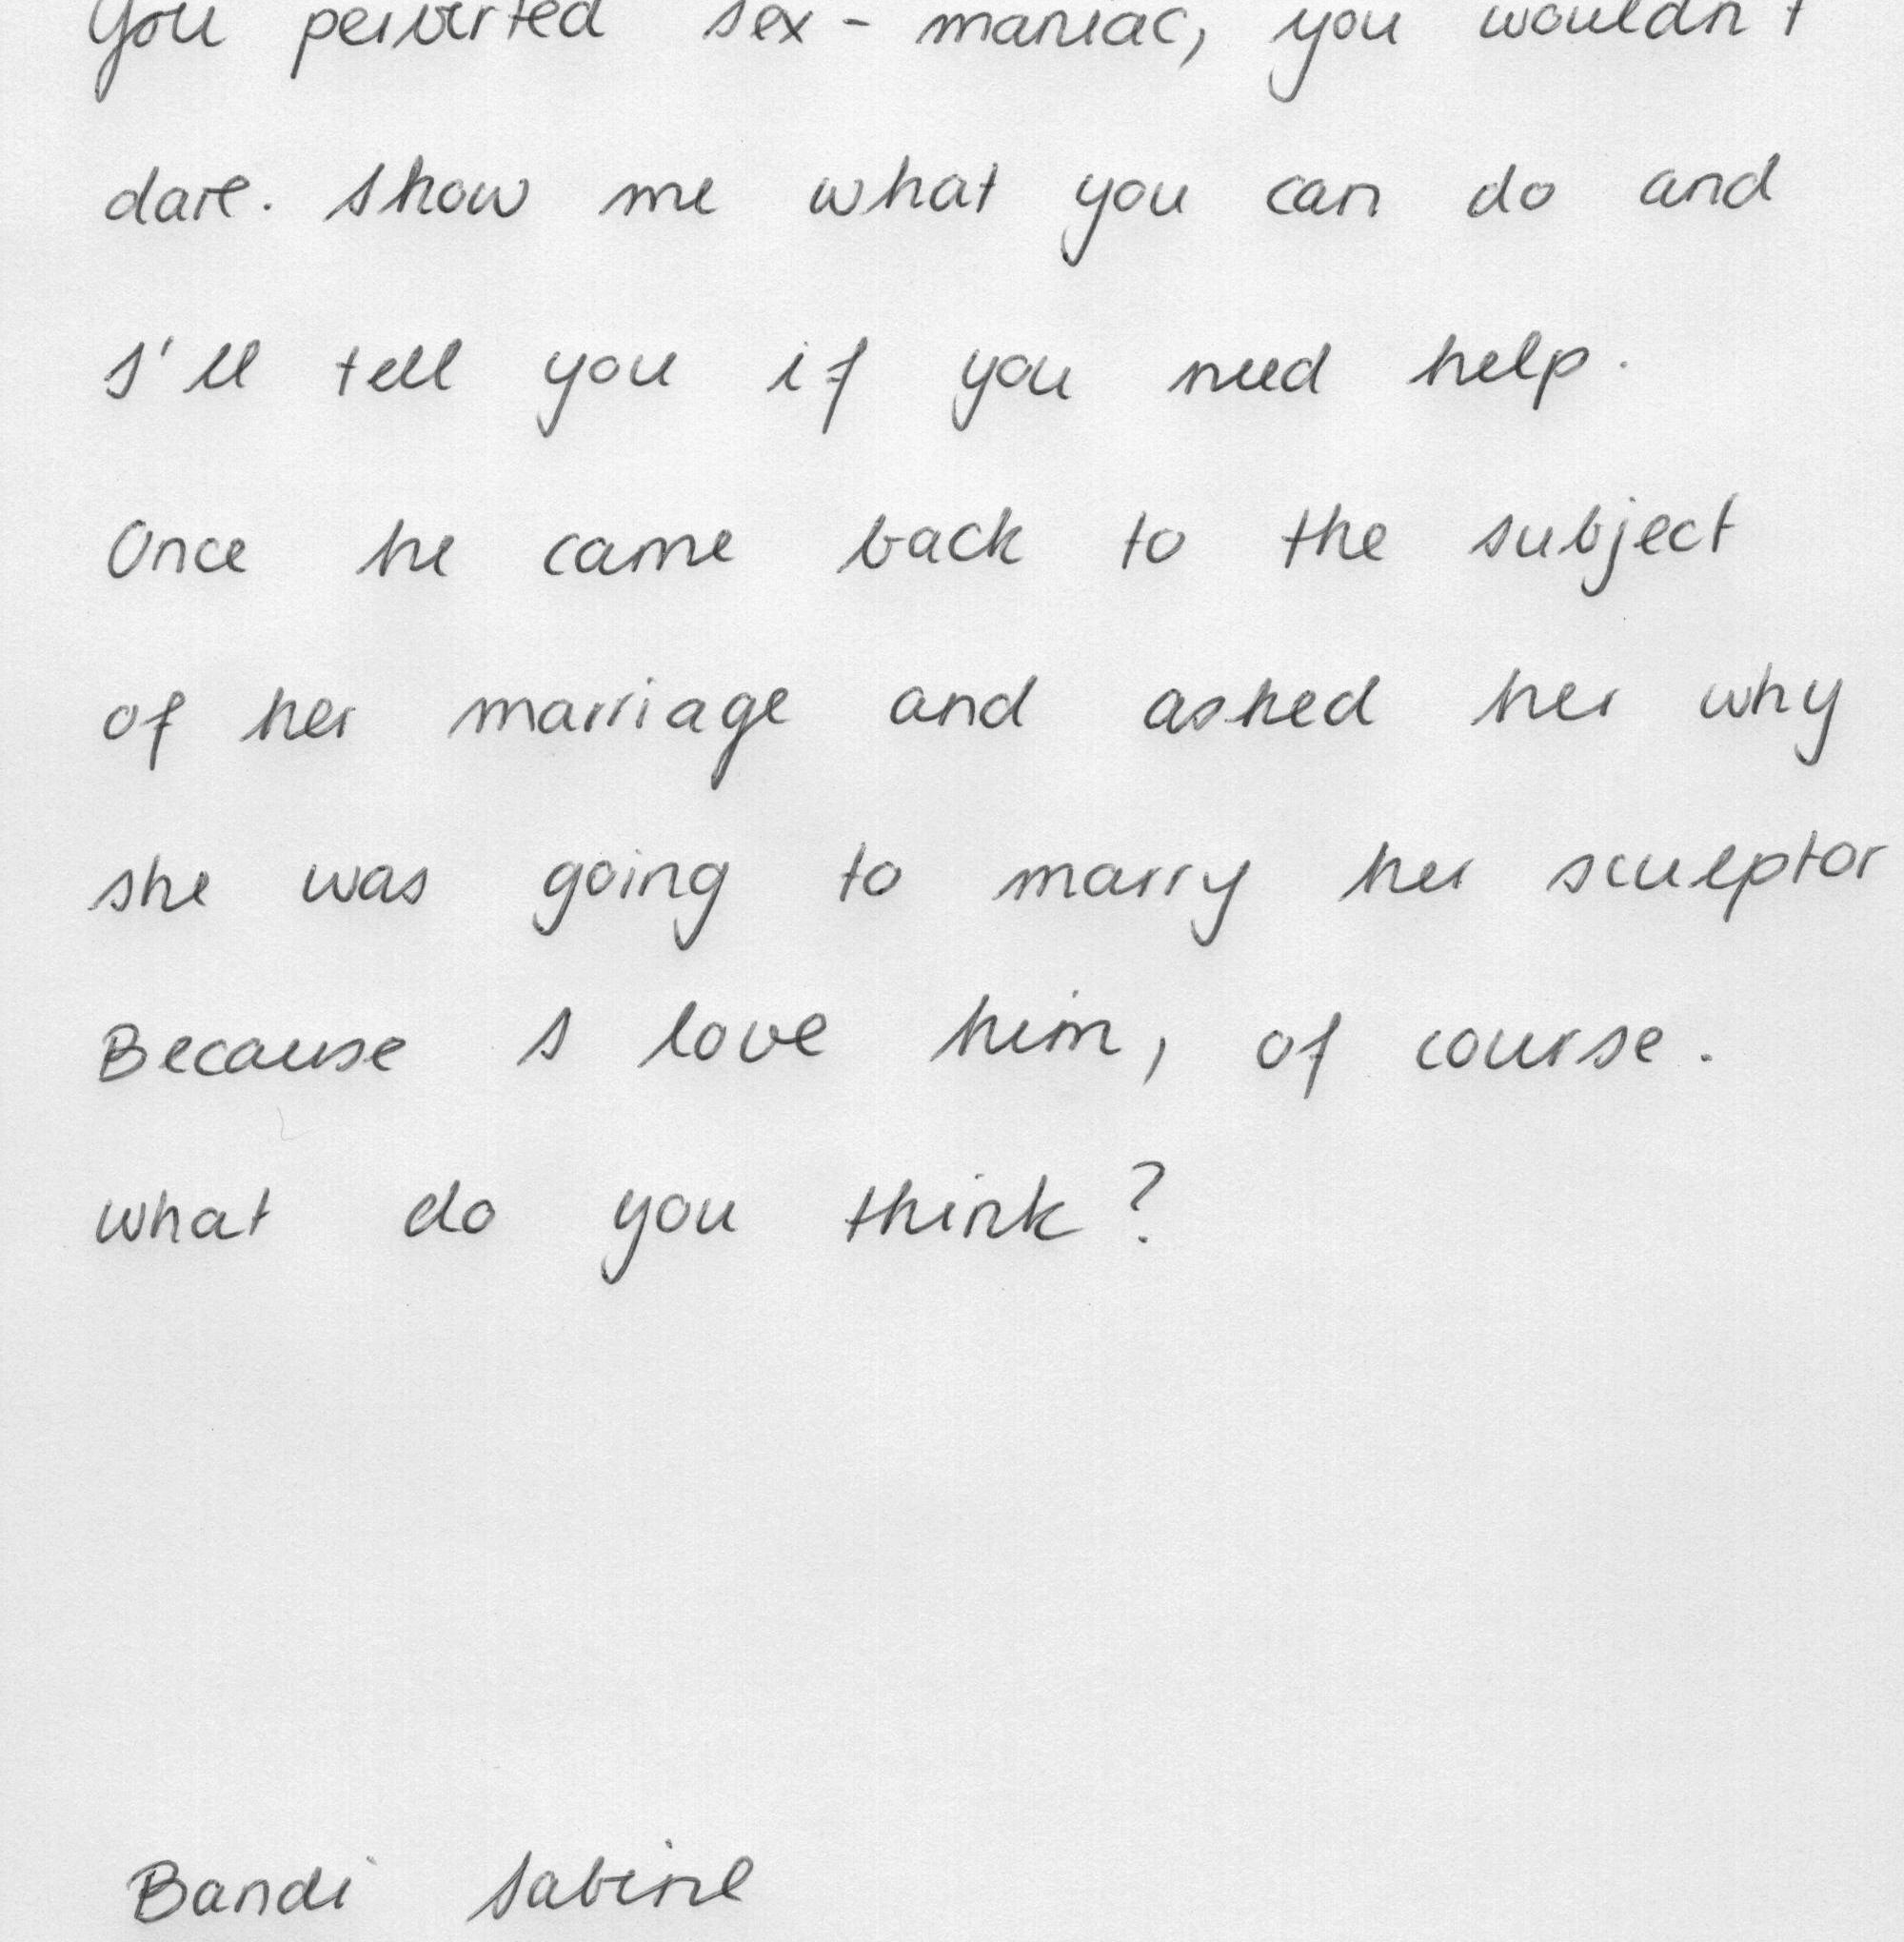 You perverted sex - maniac, you wouldn't
dare. Show me what you can do and
I'll tell you if you need help.
Once he came back to the subject
of her marriage and asked her why
she was going to marry her sculptor
Because I love him, of course.
What do you think?
Bandi Sabine